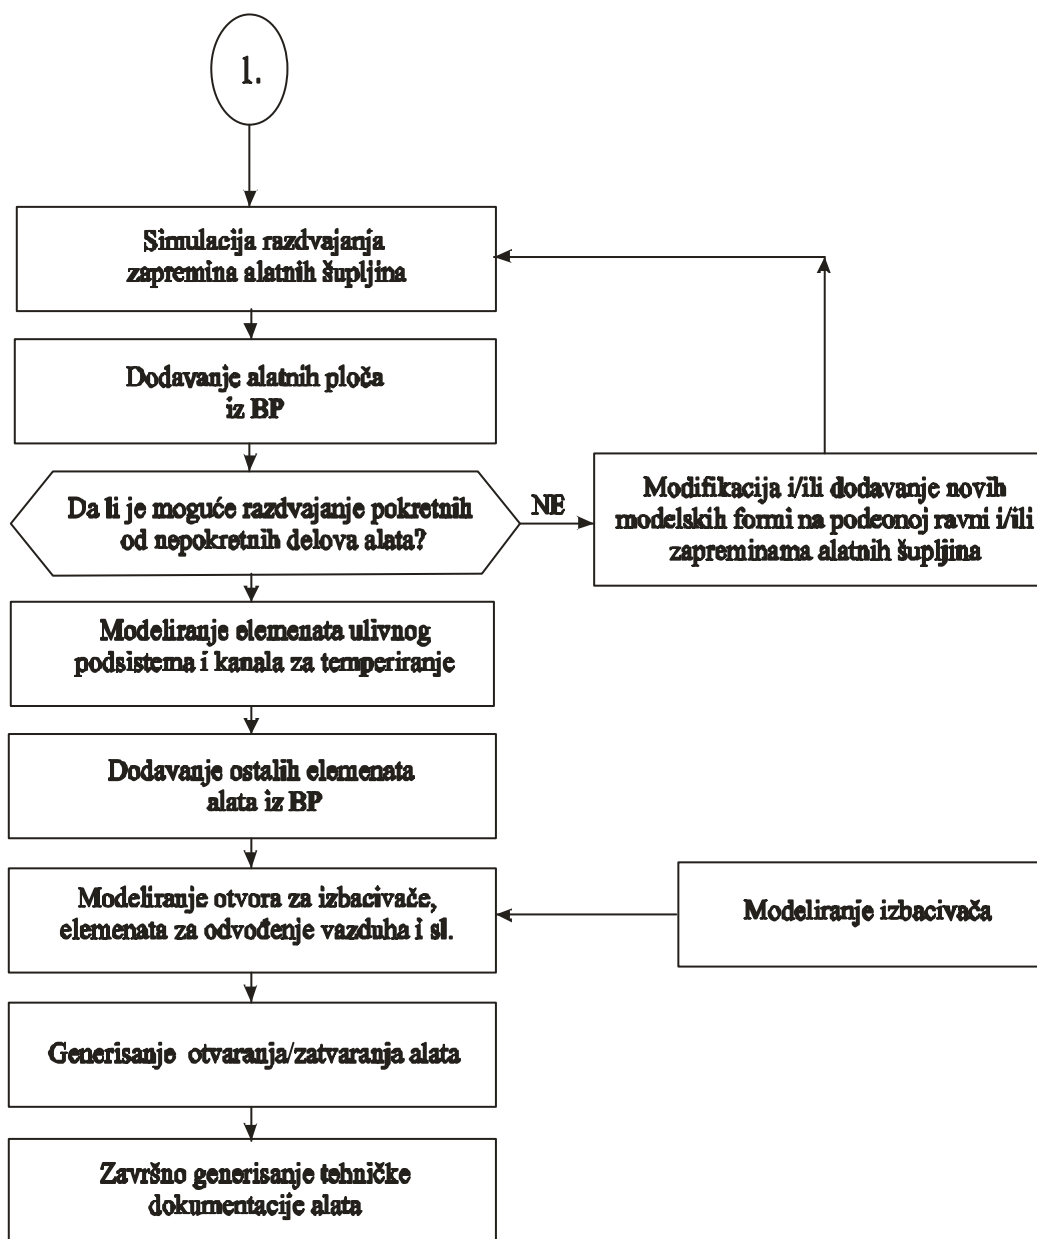 1.
Simulacija razdvajanja
zapremina alatnih šupljina
Dodavanje alatnih ploča
iz BP
Da li je moguće razdvajanje pokretnih
od nepokretnih delova alata?
NE
Modifikacija i/ili dodavanje novih
modelskih formi na podeonoj ravni i/ili
zapreminama alatnih šupljina
Modeliranje elemenata ulivnog
podsistema i kanala za temperiranje
Dodavanje ostalih elemenata
alata iz BP
Modeliranje otvora za izbacivače,
elemenata za odvođenje vazduha i sl.
Modeliranje izbacivača
Generisanje otvaranja/zatvaranja alata
Završno generisanje tehničke
dokumentacije alata